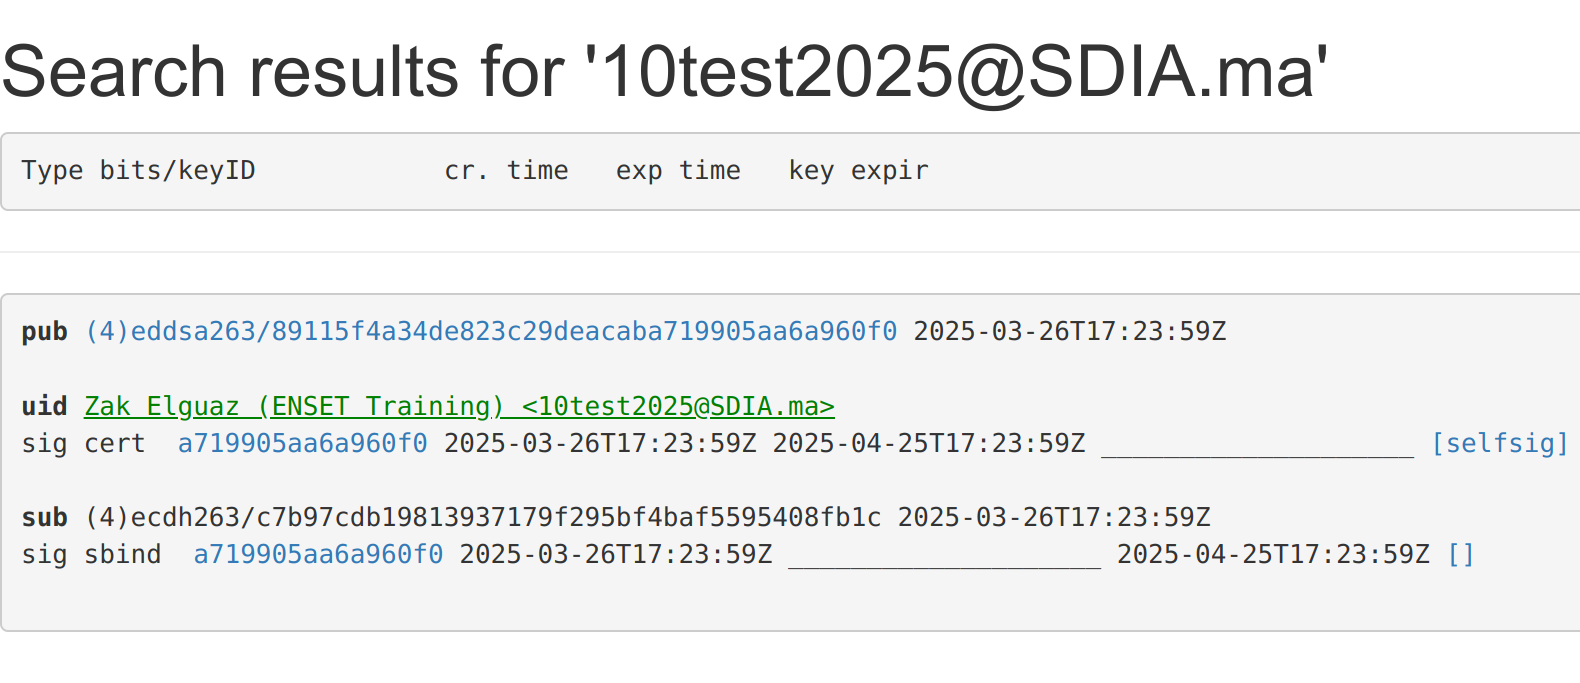 Search results for '10test2025@SDIA.ma'
Type bits/keyID            cr. time   exp time   key expir
pub (4)eddsa263/89115f4a34de823c29deacaba719905aa6a960f0 2025-03-26T17:23:59Z
uid Zak Elguaz (ENSET Training) <10test2025@SDIA.ma>
sig cert  a719905aa6a960f0 2025-03-26T17:23:59Z 2025-04-25T17:23:59Z ____________________ [selfsig]
sub (4)ecdh263/c7b97cdb19813937179f295bf4baf5595408fb1c 2025-03-26T17:23:59Z
sig sbind  a719905aa6a960f0 2025-03-26T17:23:59Z ____________________ 2025-04-25T17:23:59Z []